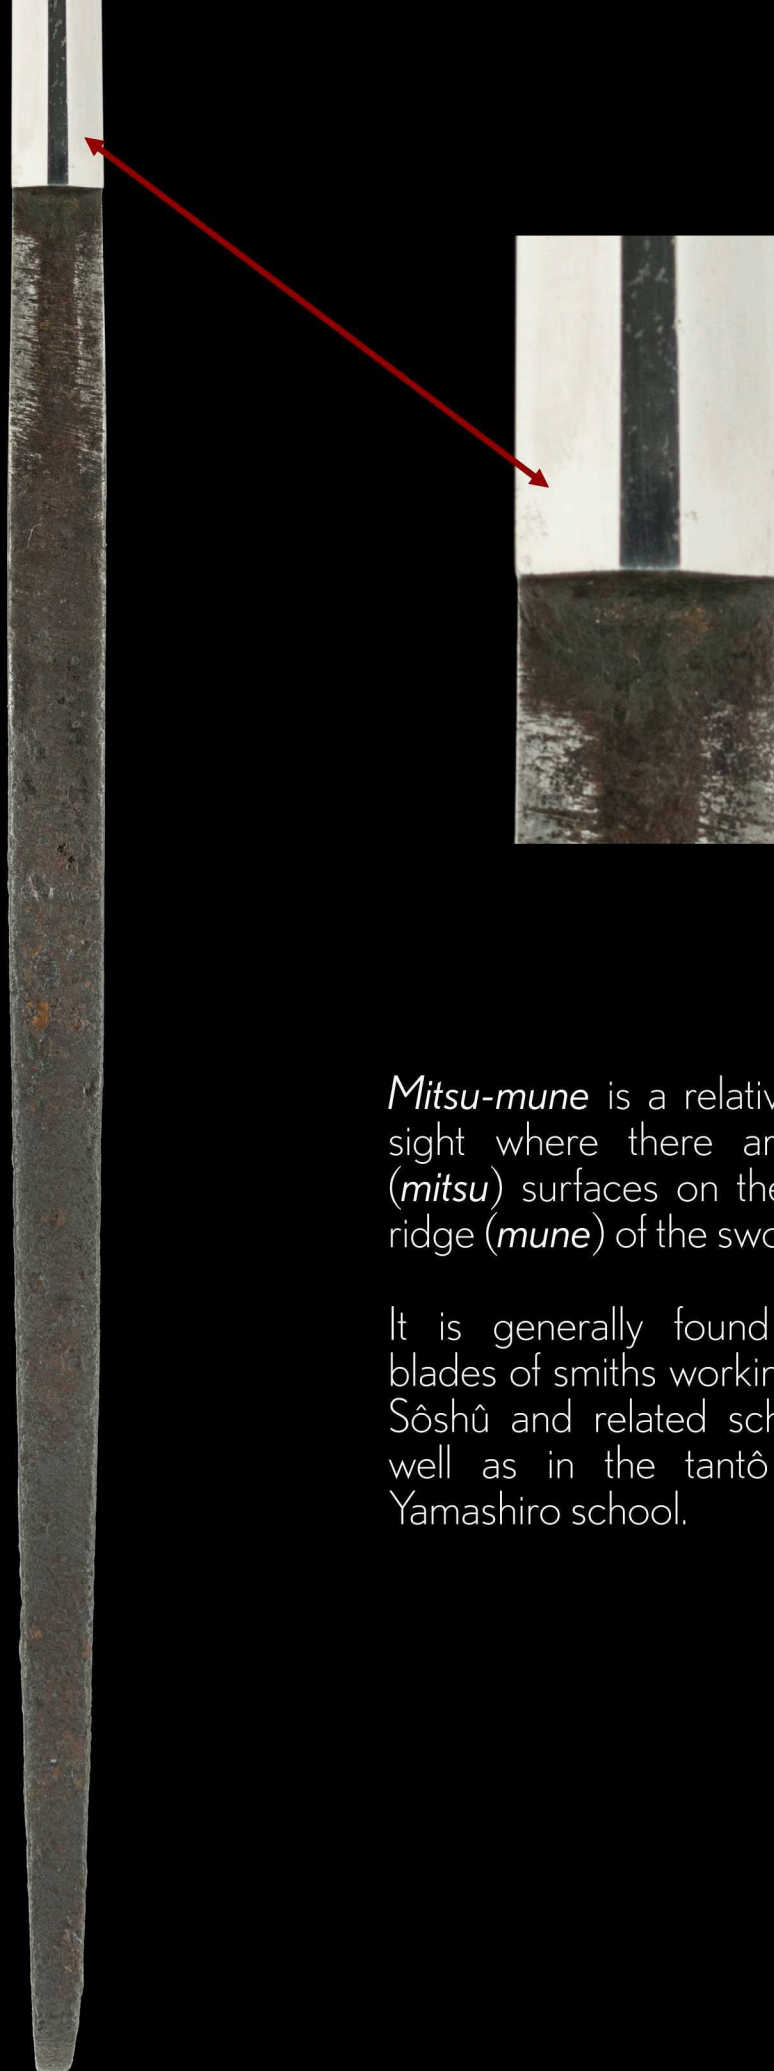 Mitsu-mune is a relativ
sight where there ar
(mitsu) surfaces on the
ridge (mune) of the swo
It is generally found
blades of smiths workin
Sôshû and related sch
well as in the tantô
Yamashiro school.